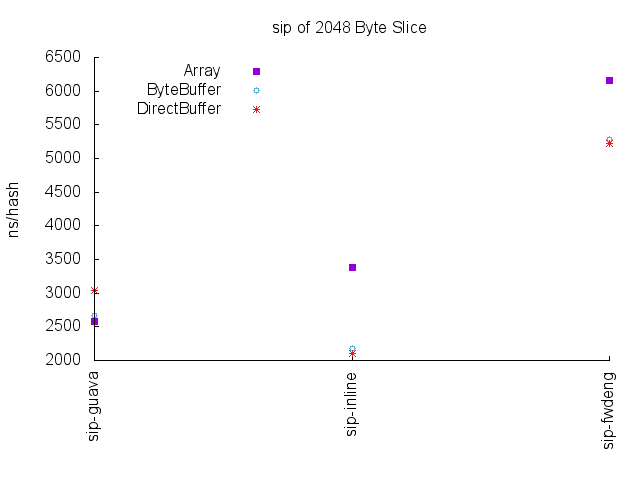 sip of 2048 Byte Slice
6500
6000
5500
5000
4500
4000
3500
3000
2500
2000
ns/hash
Array
ByteBuffer
DirectBuffer
sip-guava
sip-inline
sip-fwdeng